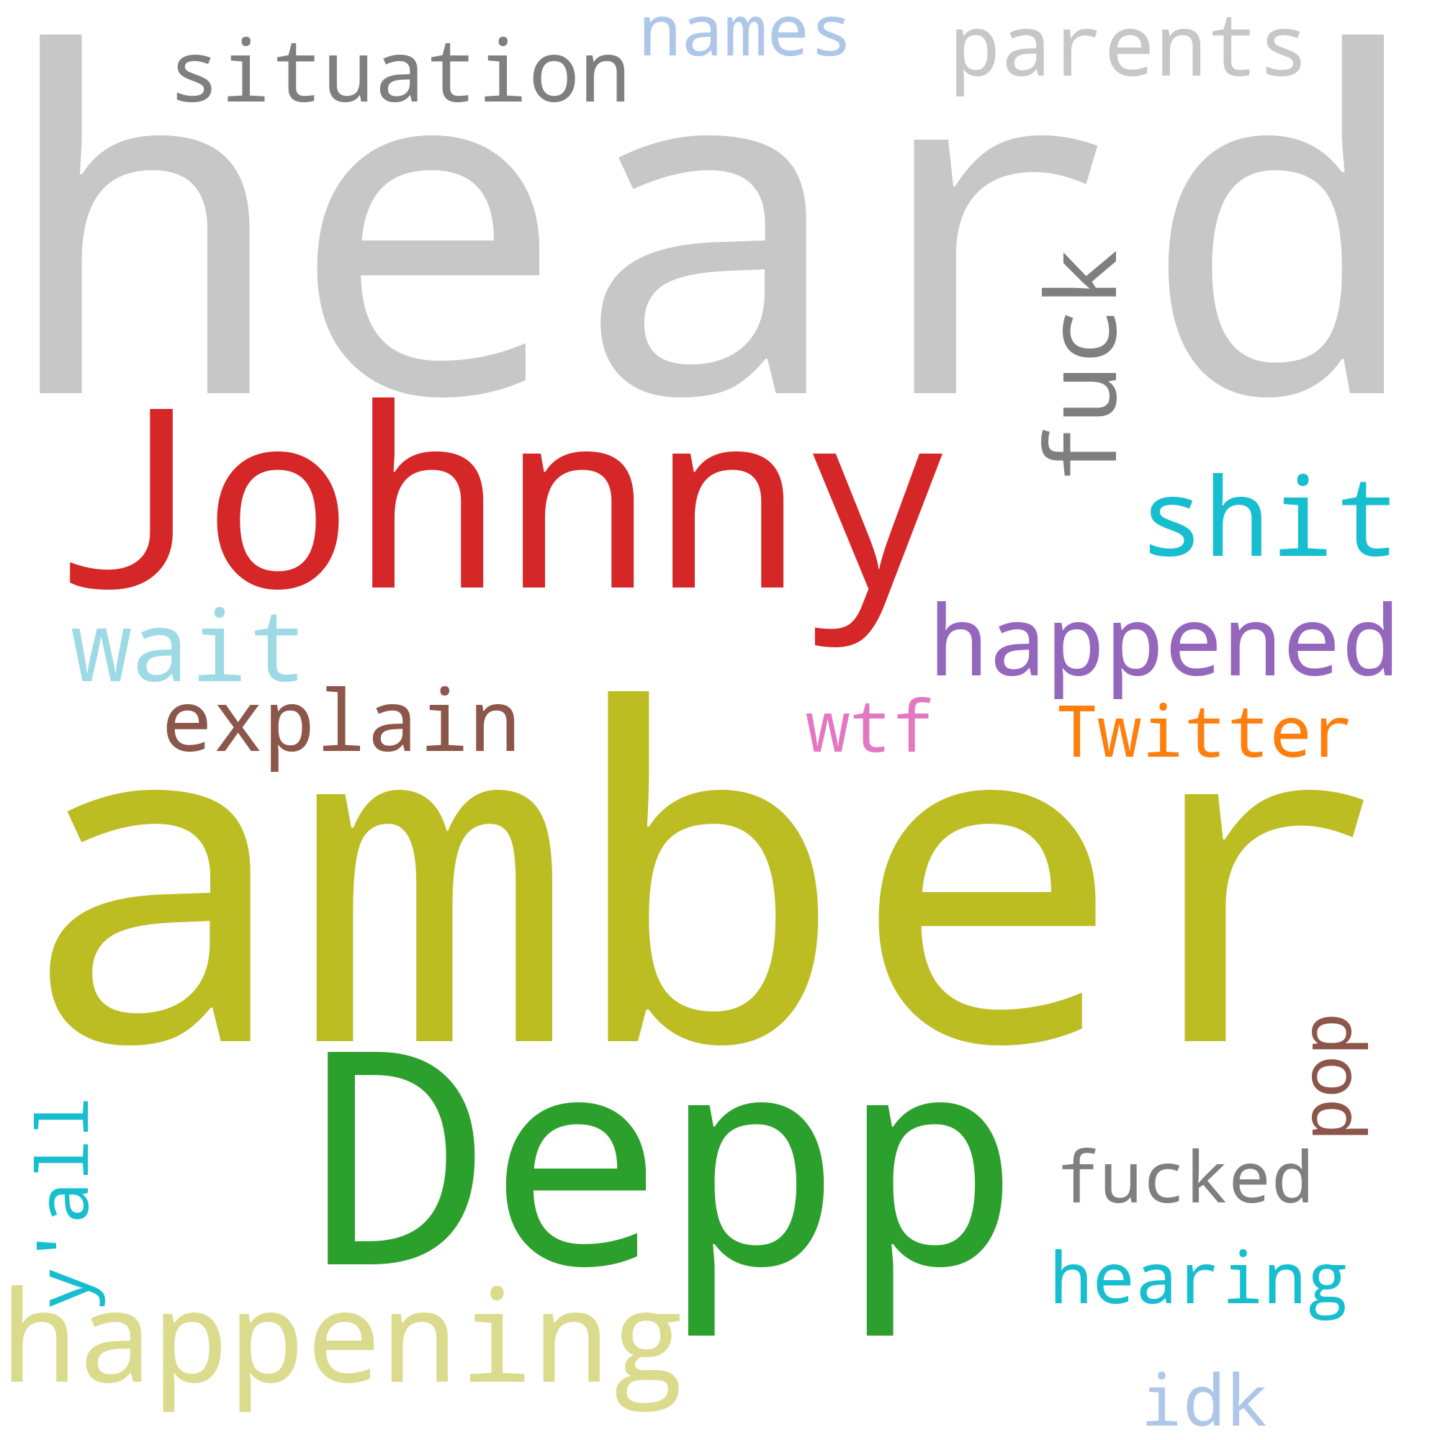 names
parents
situation
heard
fuck
Johnny
shit
wait
happened
explain
wtf
Twitter
amber
pop
Depp
y'all
fucked
hearing
happening
idk